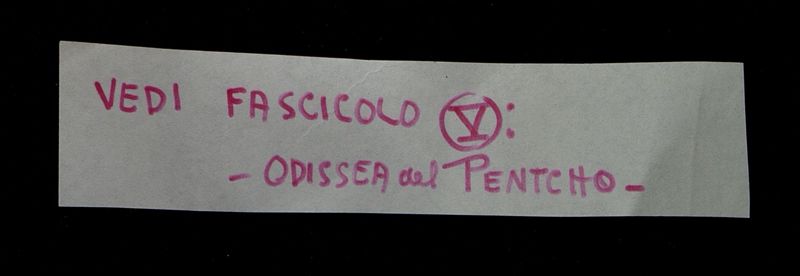 VEDI FASCICOLO V:
- ODISSEA del PENTCHO -